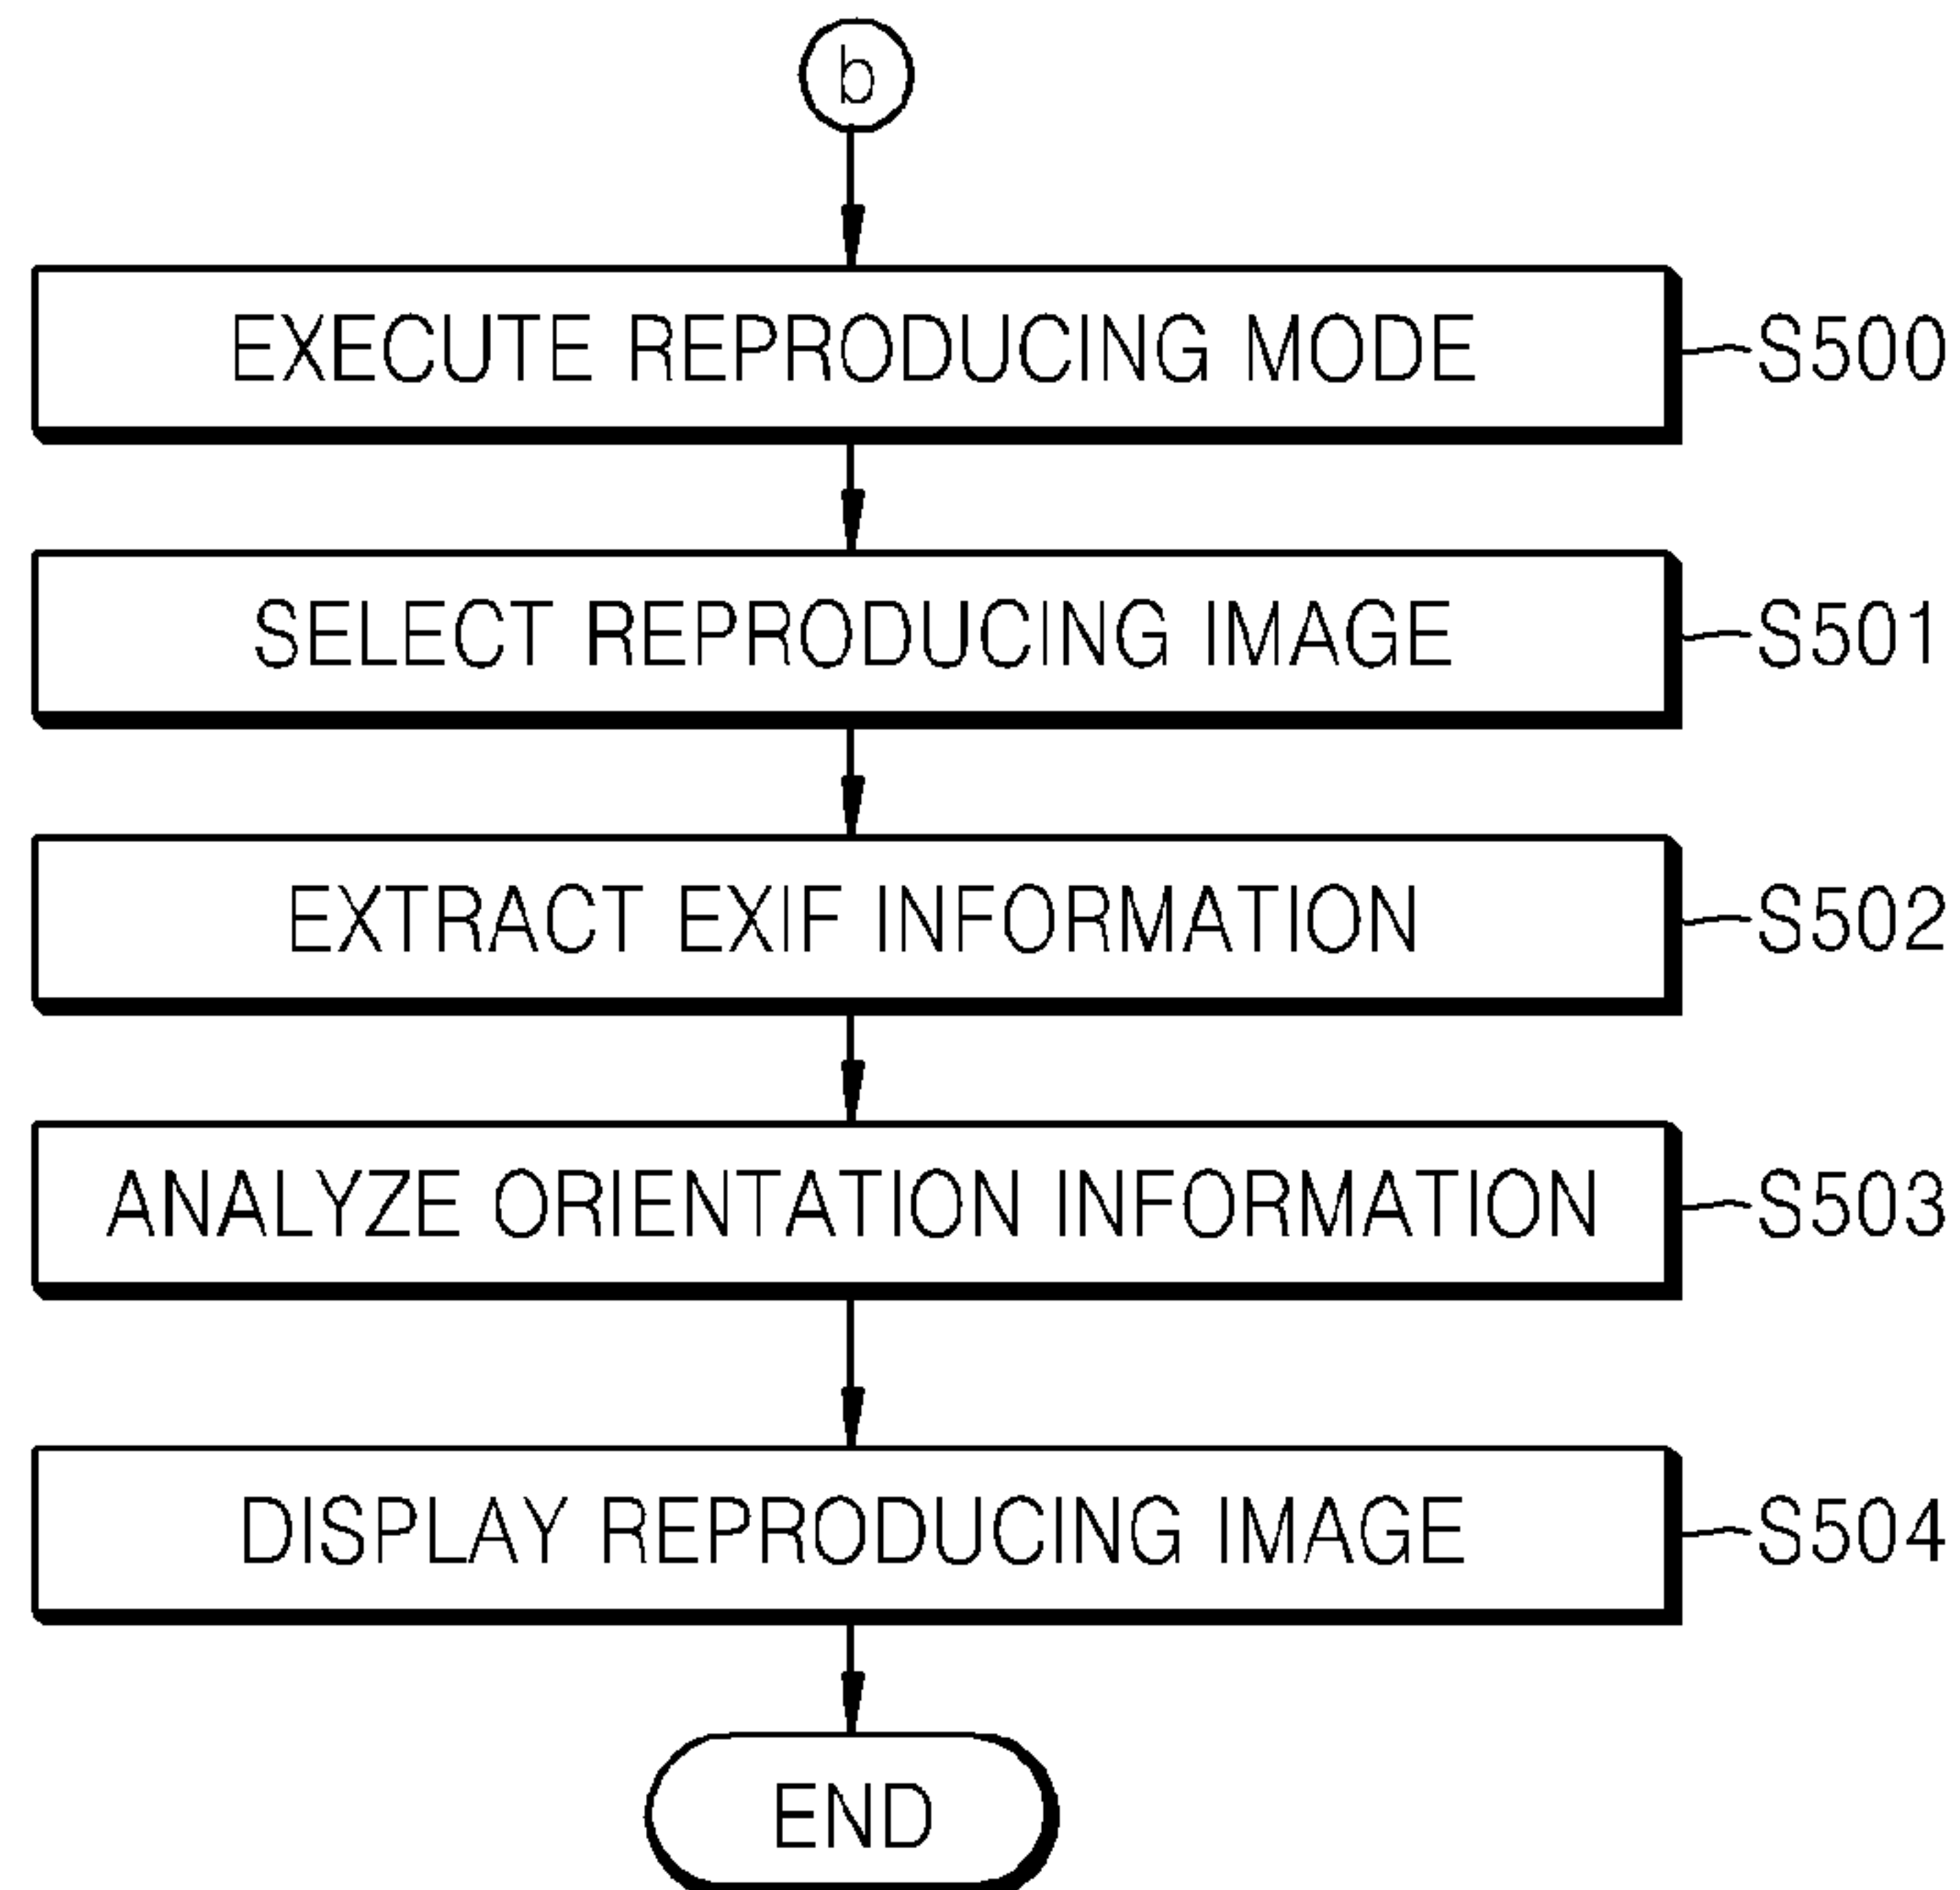 b
EXECUTE REPRODUCING MODE S500
SELECT REPRODUCING IMAGE S501
EXTRACT EXIF INFORMATION S502
ANALYZE ORIENTATION INFORMATION S503
DISPLAY REPRODUCING IMAGE S504
END